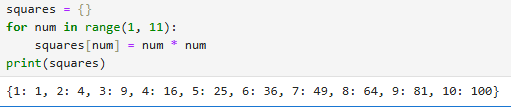 squares = {}
for num in range(1, 11):
    squares[num] = num * num
print(squares)
{1: 1, 2: 4, 3: 9, 4: 16, 5: 25, 6: 36, 7: 49, 8: 64, 9: 81, 10: 100}